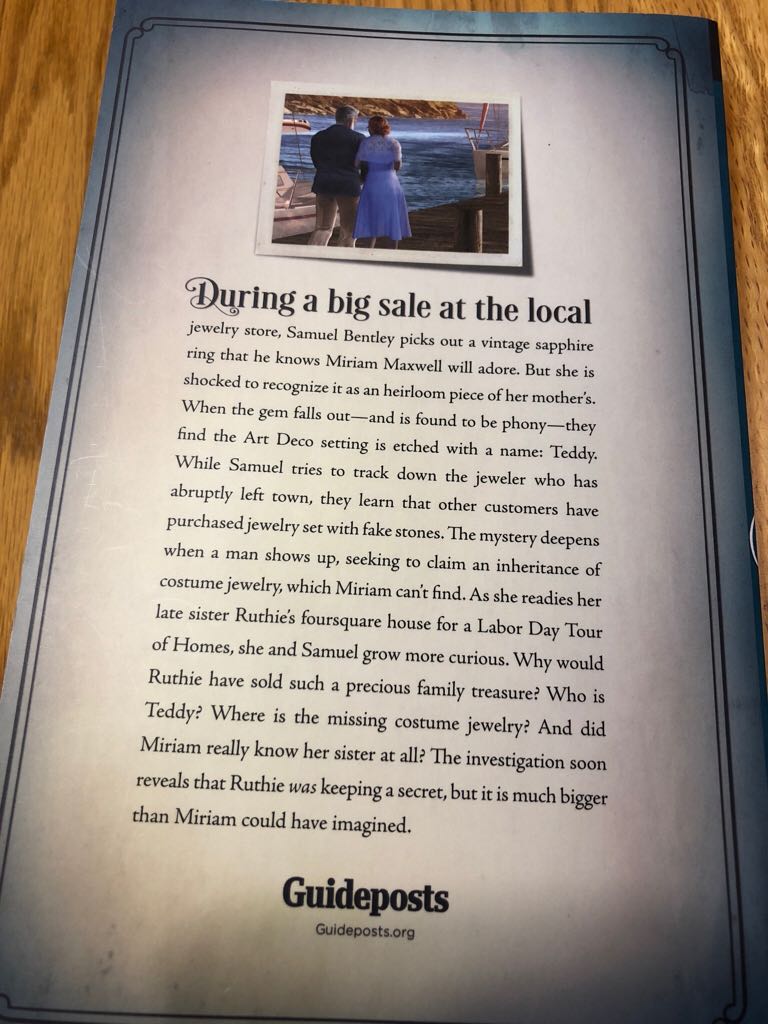 During a big sale at the local
jewelry store, Samuel Bentley picks out a vintage sapphire
ring that he knows Miriam Maxwell will adore. But she is
shocked to recognize it as an heirloom piece of her mother’s.
When the gem falls out—and is found to be phony—they
find the Art Deco setting is etched with a name: Teddy.
While Samuel tries to track down the jeweler who has
abruptly left town, they learn that other customers have
purchased jewelry set with fake stones. The mystery deepens
when a man shows up, seeking to claim an inheritance of
costume jewelry, which Miriam can’t find. As she readies her
late sister Ruthie’s foursquare house for a Labor Day Tour
of Homes, she and Samuel grow more curious. Why would
Ruthie have sold such a precious family treasure? Who is
Teddy? Where is the missing costume jewelry? And did
Miriam really know her sister at all? The investigation soon
reveals that Ruthie was keeping a secret, but it is much bigger
than Miriam could have imagined.
Guideposts
Guideposts.org